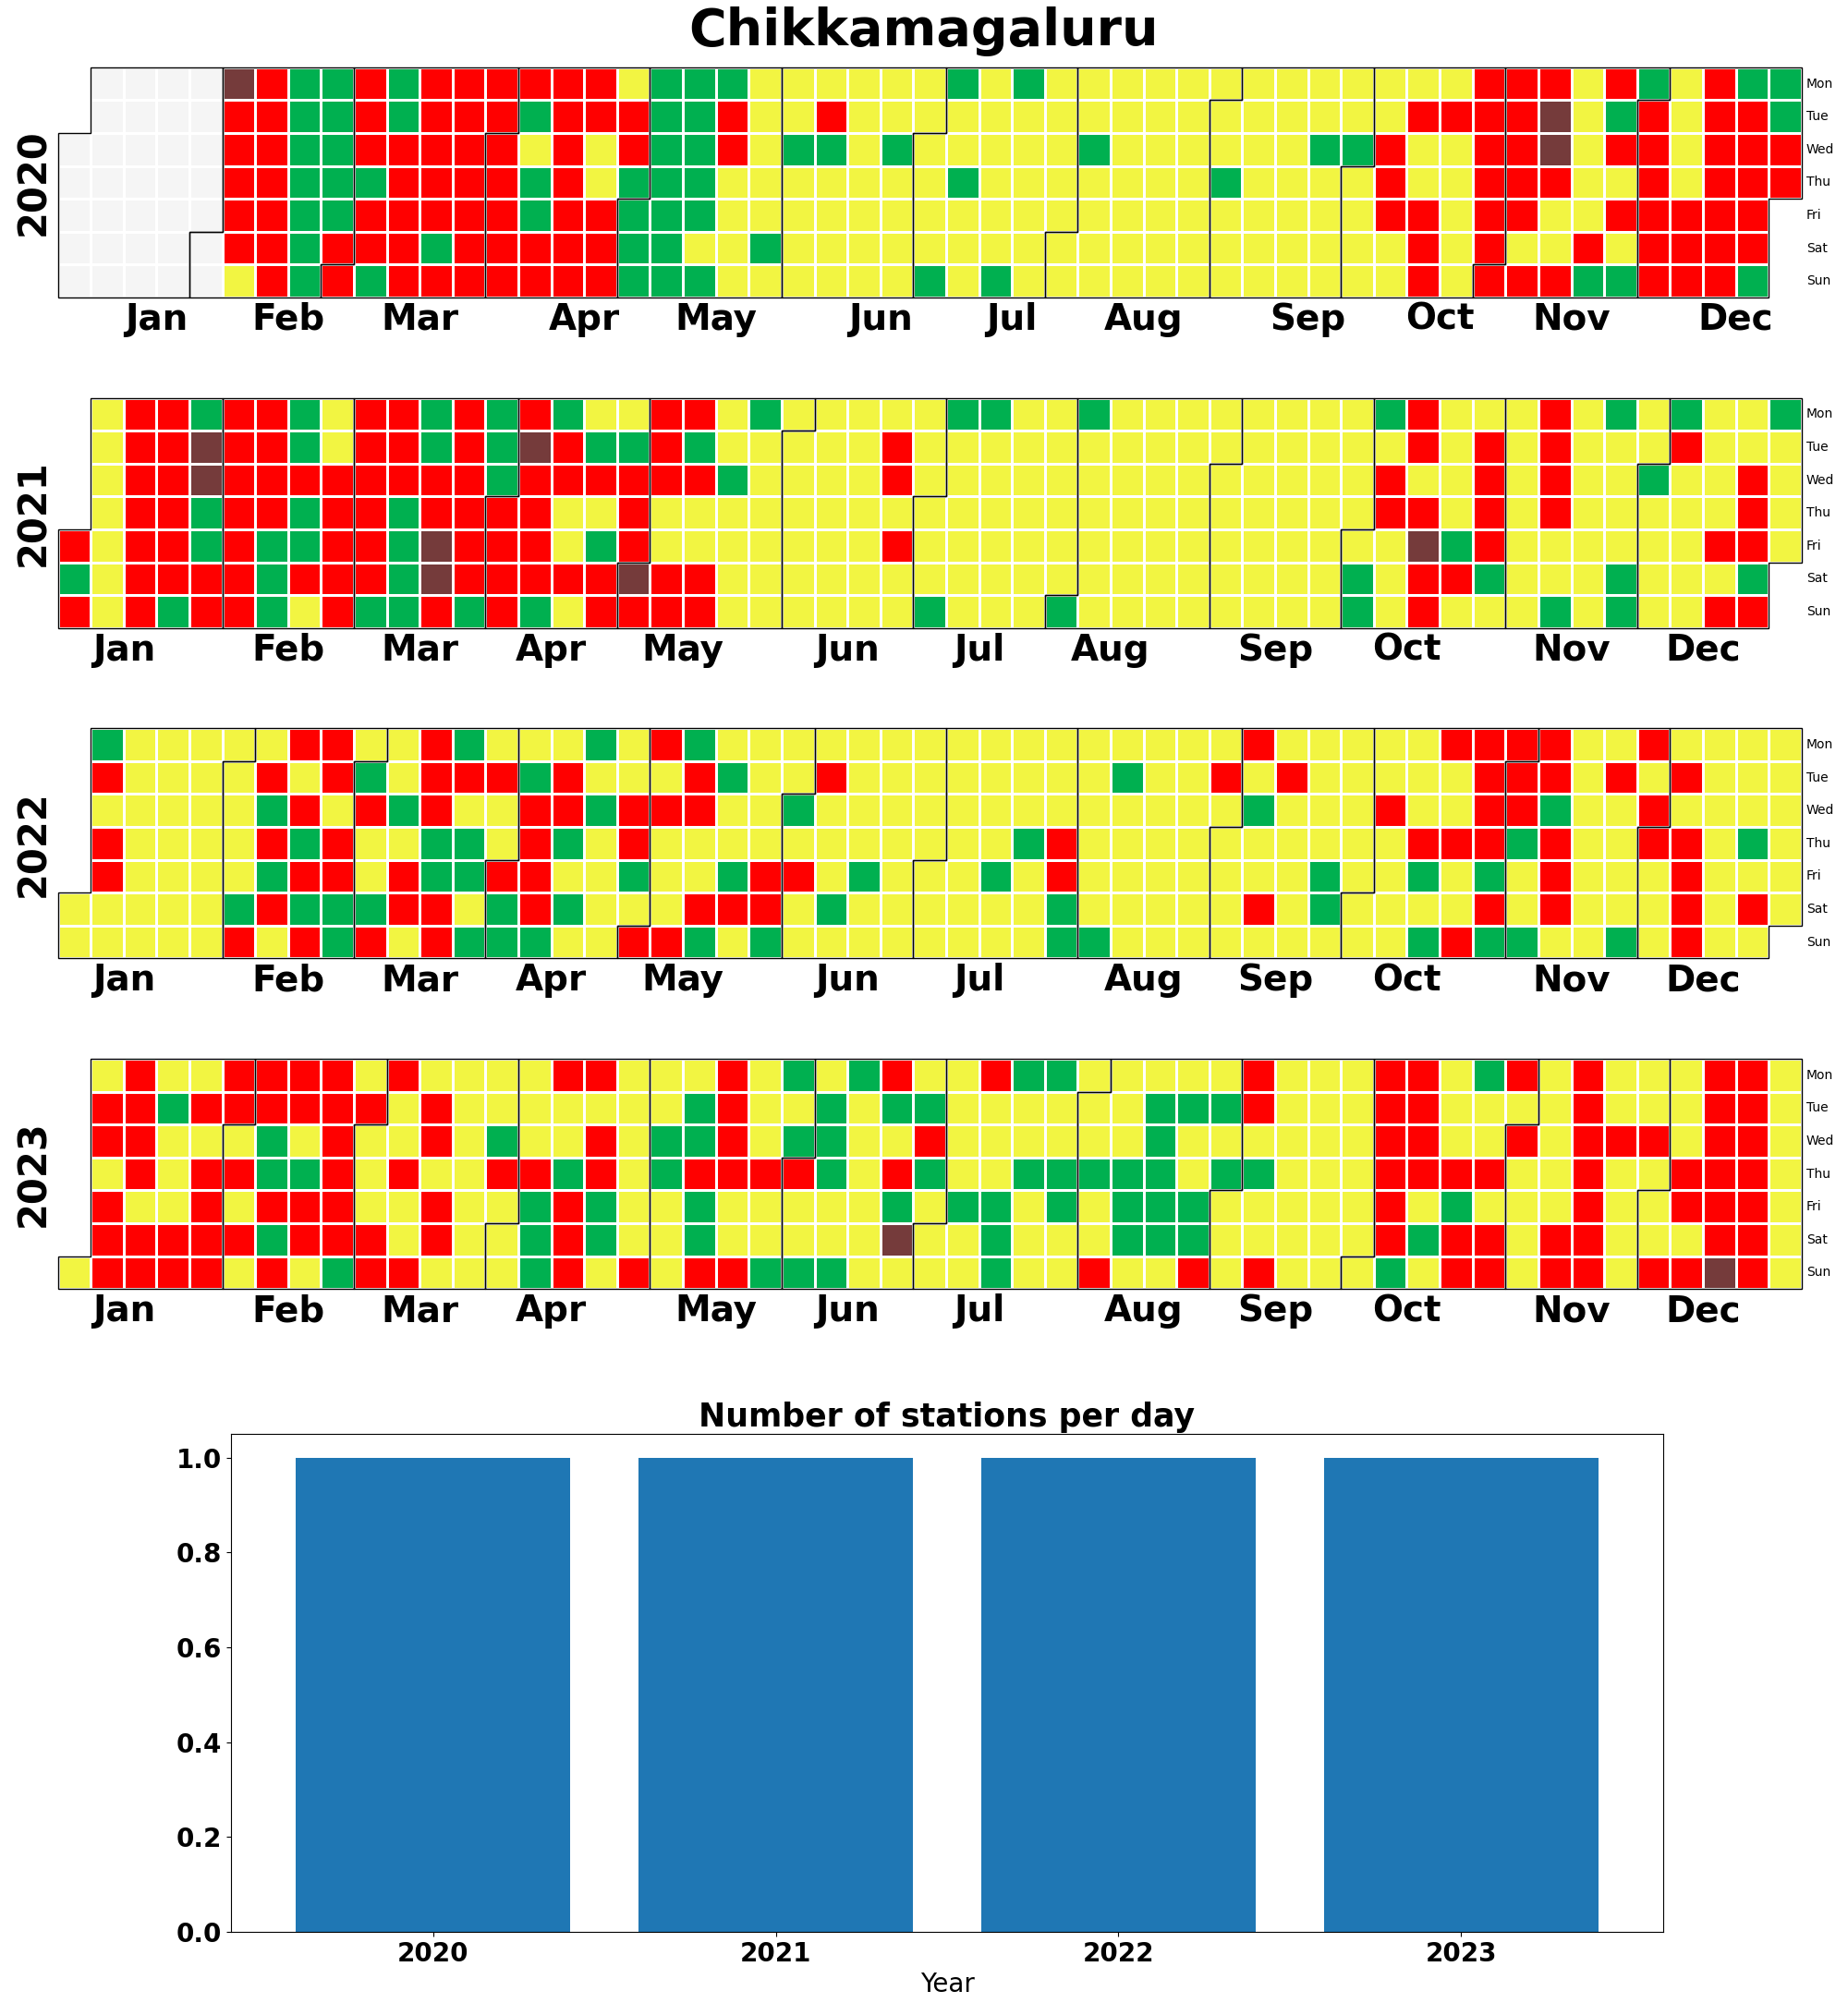 Chikkamagaluru
2020
Mon
Tue
Wed
Thu
Fri
Sat
Sun
Jan Feb Mar Apr May Jun Jul Aug Sep Oct Nov Dec
2021
Mon
Tue
Wed
Thu
Fri
Sat
Sun
Jan Feb Mar Apr May Jun Jul Aug Sep Oct Nov Dec
2022
Mon
Tue
Wed
Thu
Fri
Sat
Sun
Jan Feb Mar Apr May Jun Jul Aug Sep Oct Nov Dec
2023
Mon
Tue
Wed
Thu
Fri
Sat
Sun
Jan Feb Mar Apr May Jun Jul Aug Sep Oct Nov Dec
Number of stations per day
1.0
0.8
0.6
0.4
0.2
0.0
2020 2021 2022 2023
Year